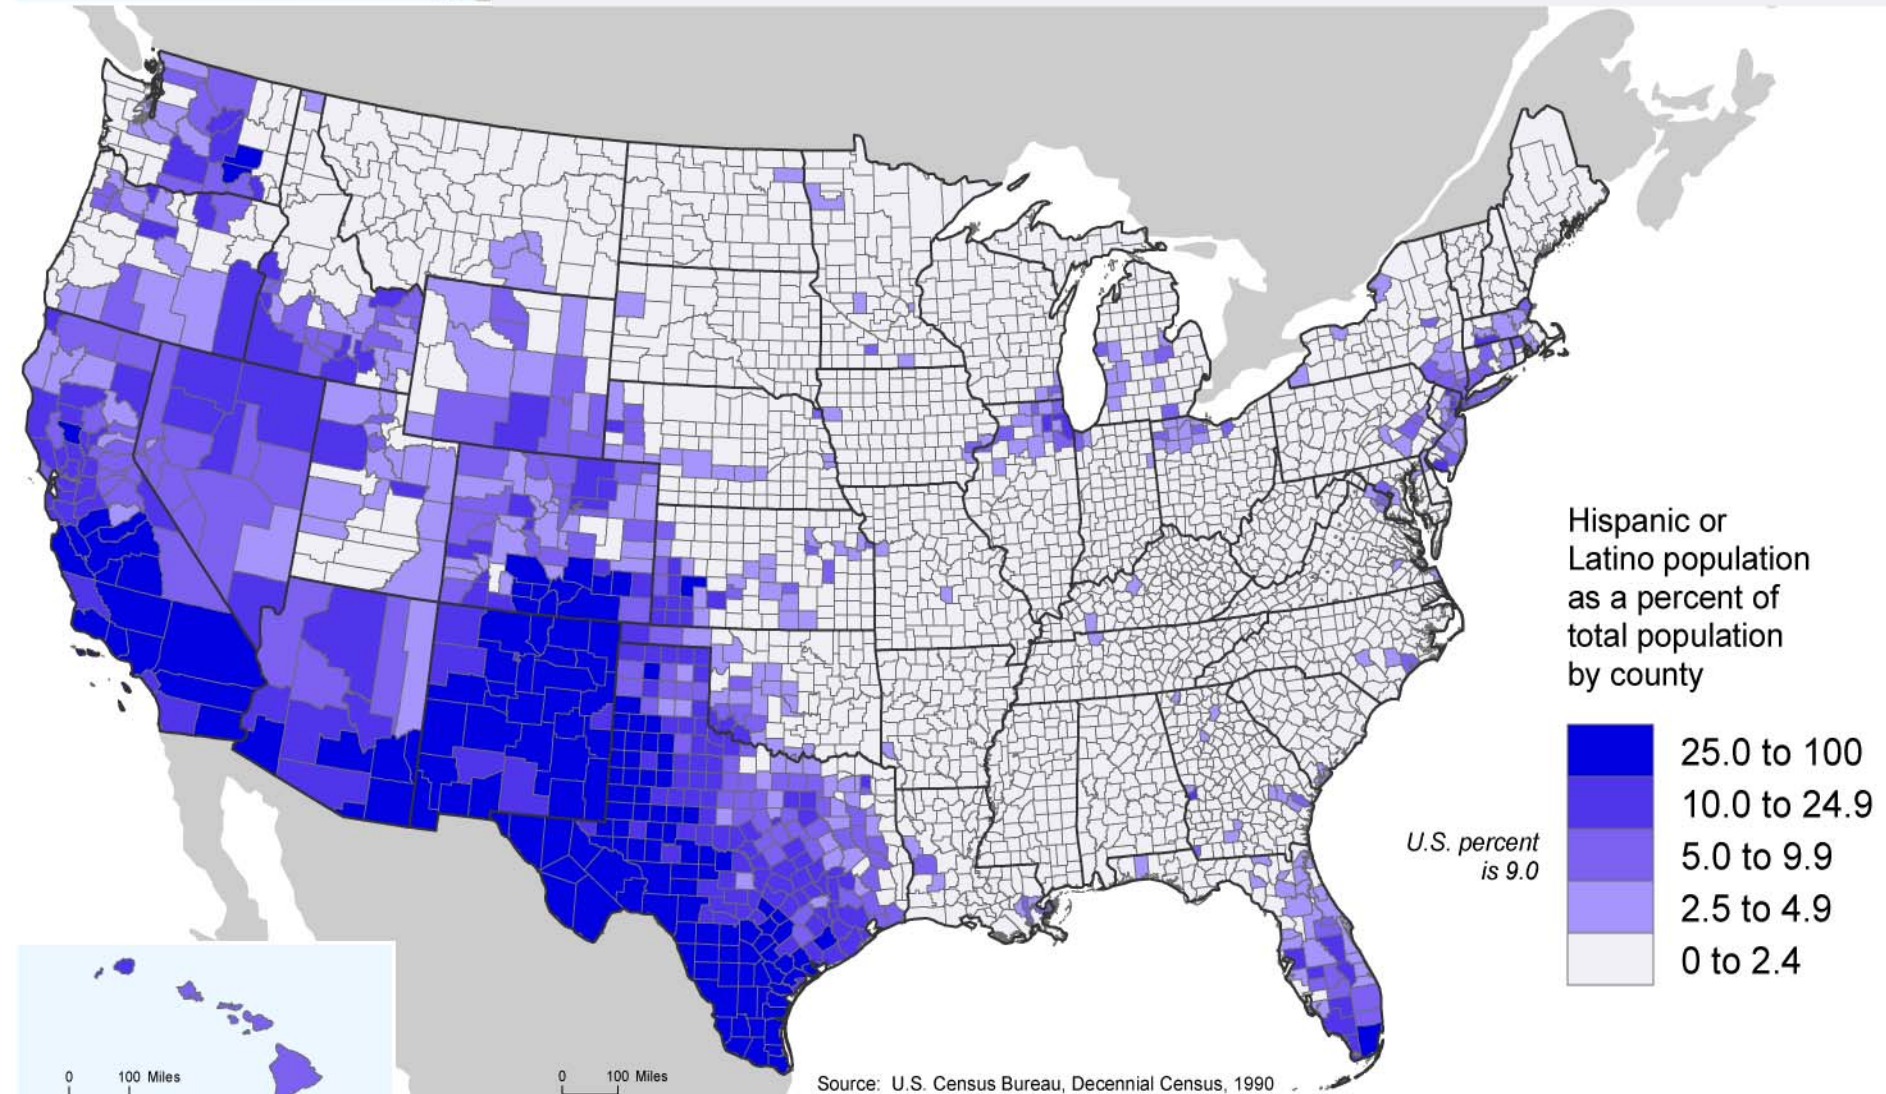 Hispanic or
Latino population
as a percent of
total population
by county
25.0 to 100
10.0 to 24.9
5.0 to 9.9
2.5 to 4.9
0 to 2.4
U.S. percent
is 9.0
0 100 Miles
0 100 Miles
Source: U.S. Census Bureau, Decennial Census, 1990